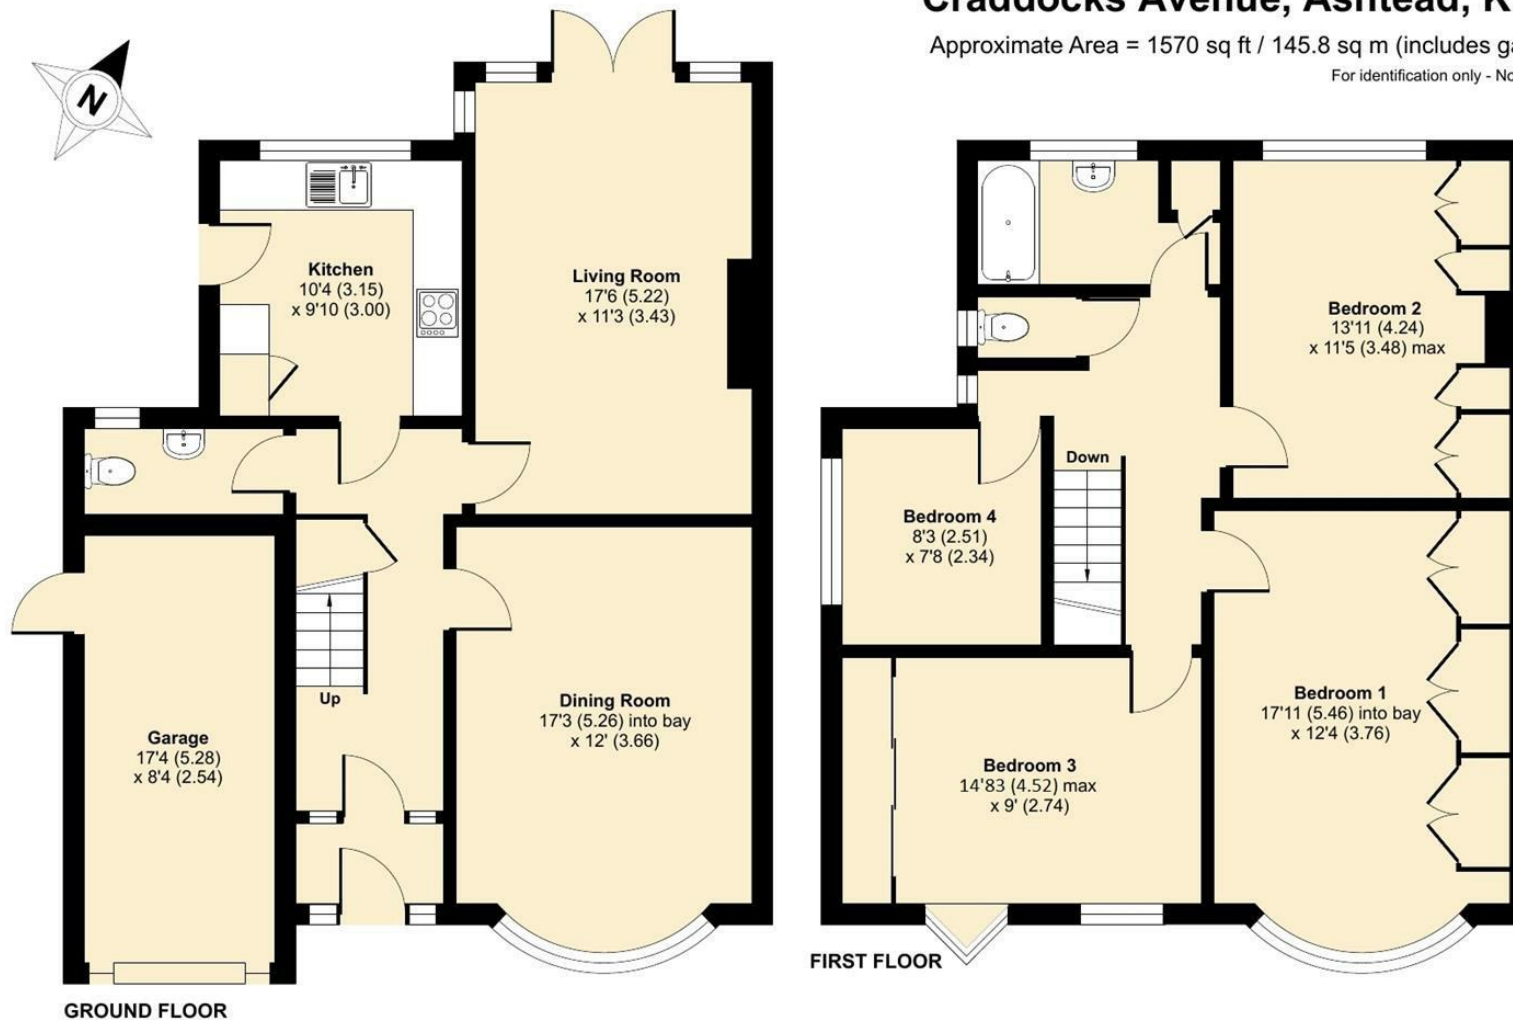 Craddocks Avenue, Ashtead, K
Approximate Area = 1570 sq ft / 145.8 sq m (includes ga
For identification only - No
N
Kitchen
10'4 (3.15)
x 9'10 (3.00)
Living Room
17'6 (5.22)
x 11'3 (3.43)
Up
Garage
17'4 (5.28)
x 8'4 (2.54)
Dining Room
17'3 (5.26) into bay
x 12' (3.66)
GROUND FLOOR
Bedroom 2
13'11 (4.24)
x 11'5 (3.48) max
Down
Bedroom 4
8'3 (2.51)
x 7'8 (2.34)
Bedroom 1
17'11 (5.46) into bay
x 12'4 (3.76)
Bedroom 3
14'83 (4.52) max
x 9' (2.74)
FIRST FLOOR